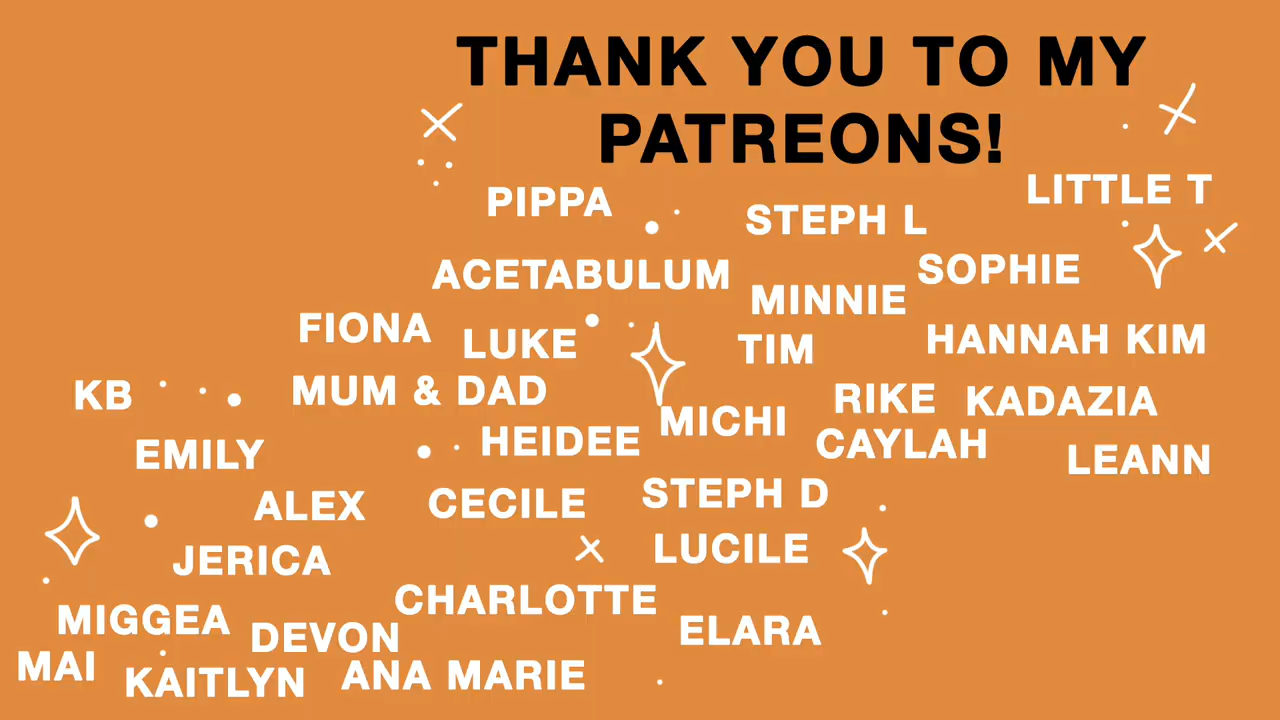 THANK YOU TO MY
PATREONS!
LITTLE T
PIPPA
STEPH L
SOPHIE
ACETABULUM
MINNIE
FIONA
LUKE
TIM
HANNAH KIM
KB
MUM & DAD
RIKE
KADAZIA
MICHI
HEIDEE
CAYLAH
LEANN
EMILY
ALEX
CECILE
STEPH D
JERICA
LUCILE
CHARLOTTE
MIGGEA
DEVON
ELARA
MAI
KAITLYN
ANA MARIE